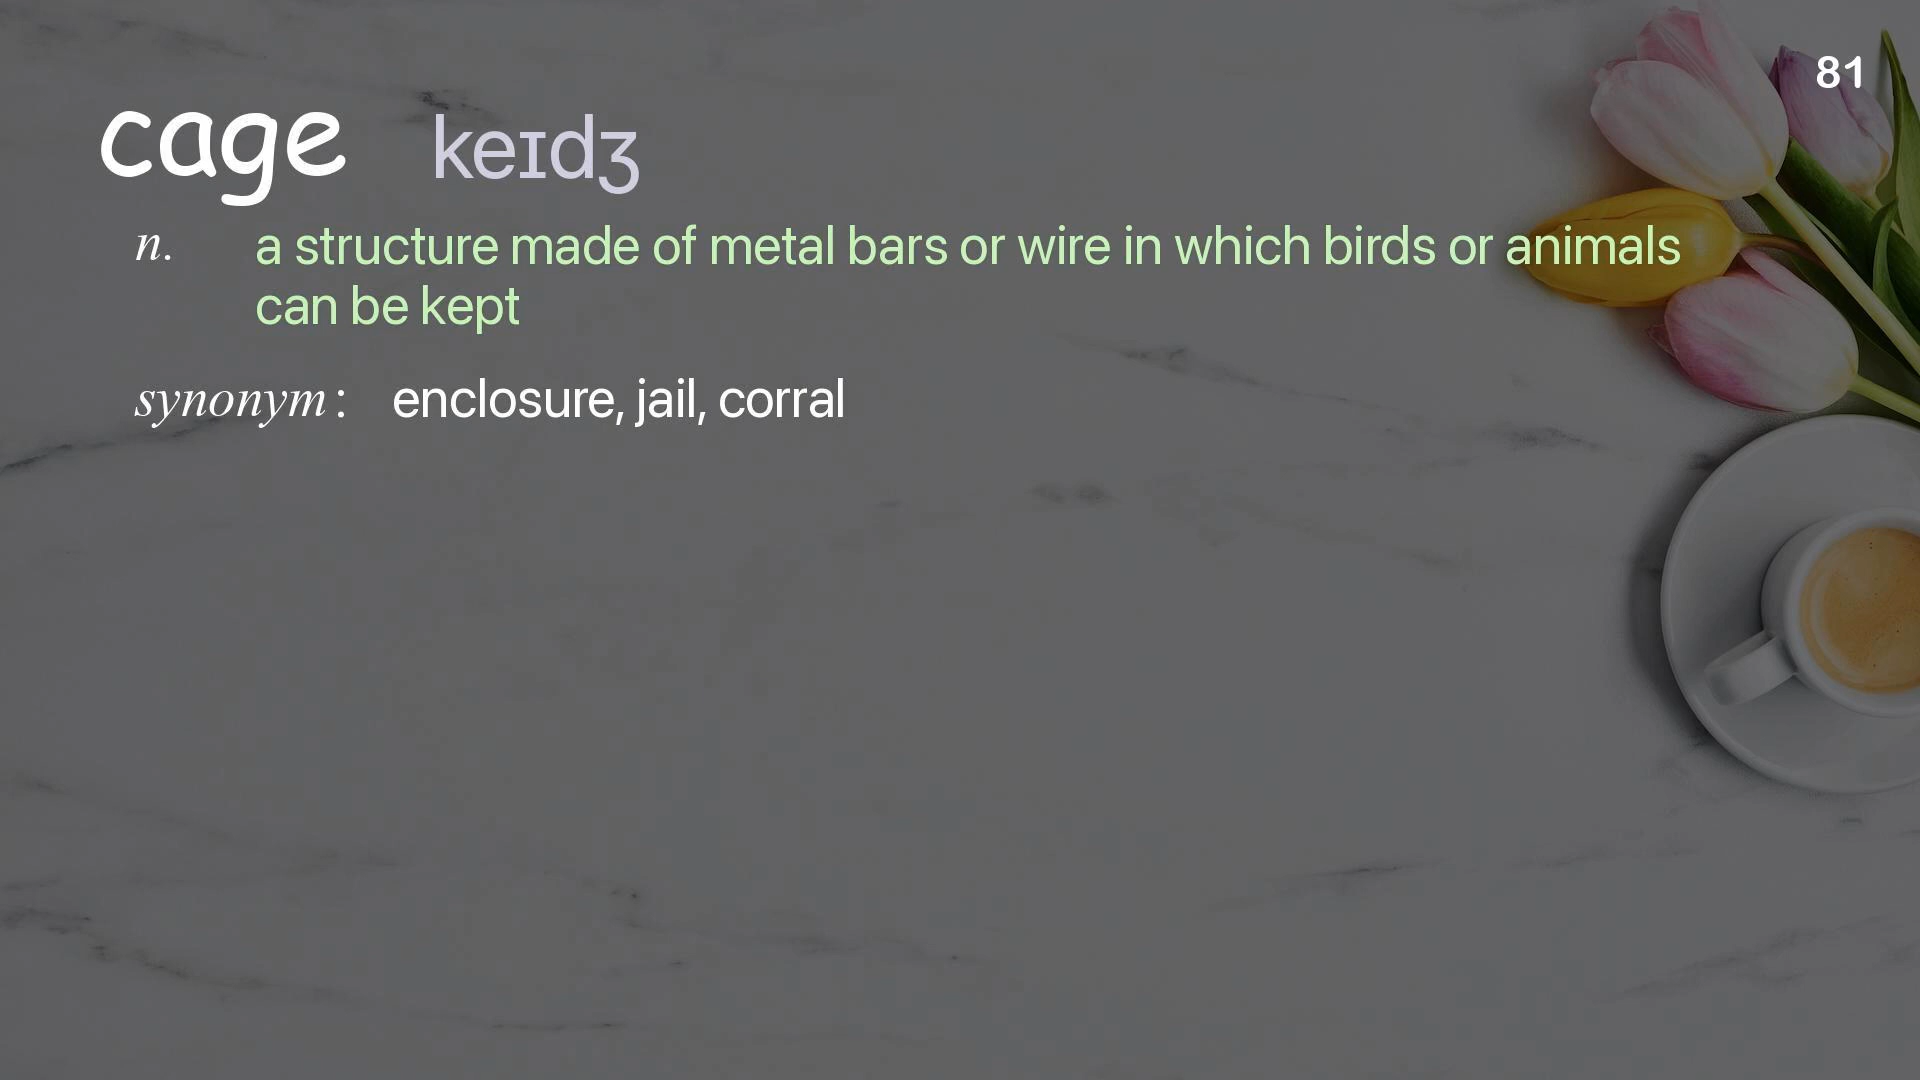 81
cage keɪdʒ
n. a structure made of metal bars or wire in which birds or animals
can be kept
synonym: enclosure, jail, corral